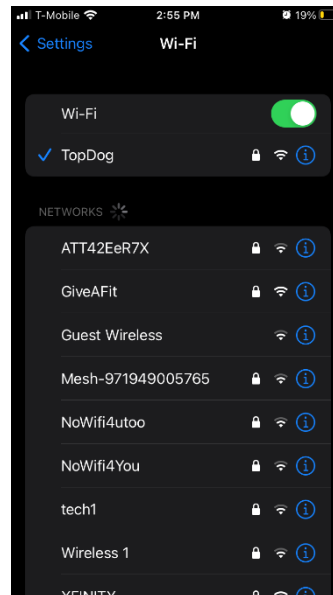 T-Mobile 2:55 PM 19%
Settings Wi-Fi
Wi-Fi
TopDog
NETWORKS
ATT42EeR7X
GiveAFit
Guest Wireless
Mesh-971949005765
NoWifi4utoo
NoWifi4You
tech1
Wireless 1
XFINITY